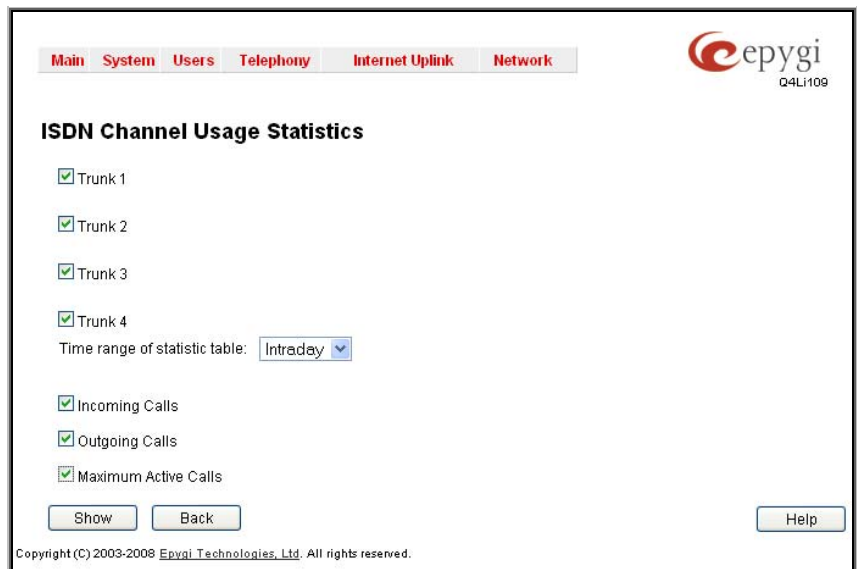 Main System Users Telephony Internet Uplink Network
epygi
Q4Li109
ISDN Channel Usage Statistics
Trunk 1
Trunk 2
Trunk 3
Trunk 4
Time range of statistic table: Intraday
Incoming Calls
Outgoing Calls
Maximum Active Calls
Show Back Help
Copyright (C) 2003-2008 Epygi Technologies, Ltd. All rights reserved.